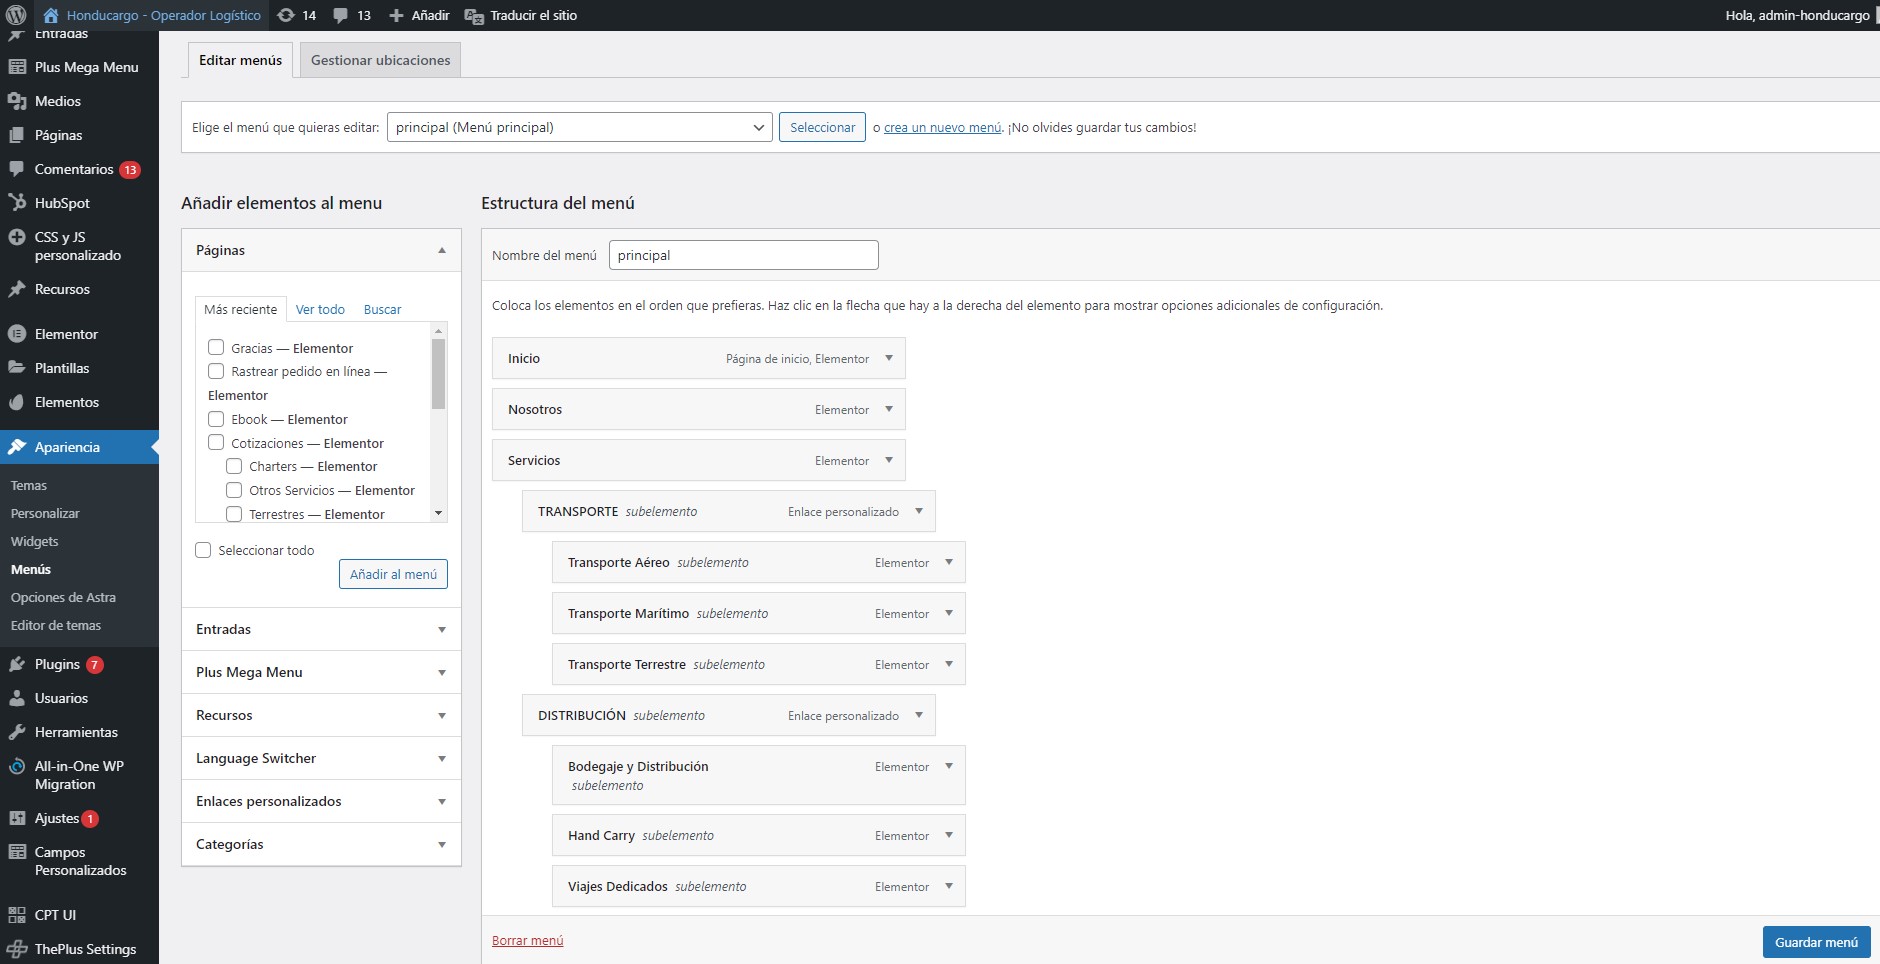 Honducargo - Operador Logístico
14
13
Añadir
Traducir el sitio
Hola, admin-honducargo
Entradas
Plus Mega Menu
Medios
Páginas
Comentarios 13
HubSpot
CSS y JS
personalizado
Recursos
Elementor
Plantillas
Elementos
Apariencia
Temas
Personalizar
Widgets
Menús
Opciones de Astra
Editor de temas
Plugins 7
Usuarios
Herramientas
All-in-One WP
Migration
Ajustes 1
Campos
Personalizados
CPT UI
ThePlus Settings
Editar menús
Gestionar ubicaciones
Elige el menú que quieras editar: principal (Menú principal) Seleccionar o crea un nuevo menú. ¡No olvides guardar tus cambios!
Añadir elementos al menu
Páginas
Más reciente Ver todo Buscar
Gracias — Elementor
Rastrear pedido en línea —
Elementor
Ebook — Elementor
Cotizaciones — Elementor
Charters — Elementor
Otros Servicios — Elementor
Terrestres — Elementor
Seleccionar todo
Añadir al menú
Entradas
Plus Mega Menu
Recursos
Language Switcher
Enlaces personalizados
Categorías
Estructura del menú
Nombre del menú principal
Coloca los elementos en el orden que prefieras. Haz clic en la flecha que hay a la derecha del elemento para mostrar opciones adicionales de configuración.
Inicio Página de inicio, Elementor
Nosotros Elementor
Servicios Elementor
TRANSPORTE subelemento Enlace personalizado
Transporte Aéreo subelemento Elementor
Transporte Marítimo subelemento Elementor
Transporte Terrestre subelemento Elementor
DISTRIBUCIÓN subelemento Enlace personalizado
Bodegaje y Distribución Elementor
subelemento
Hand Carry subelemento Elementor
Viajes Dedicados subelemento Elementor
Borrar menú
Guardar menú